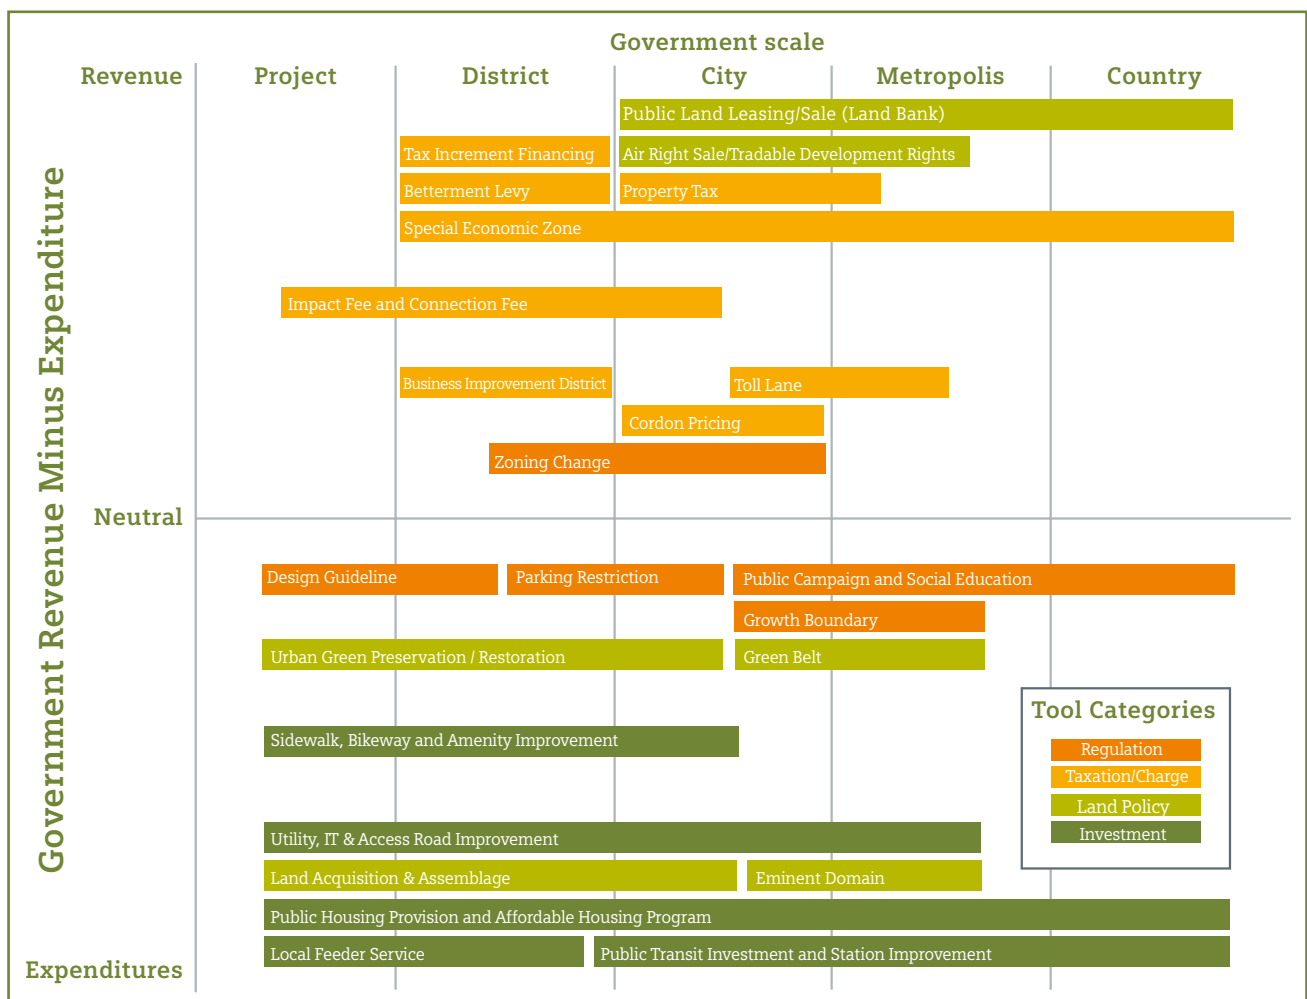 Government scale
Revenue
Project
District
City
Metropolis
Country
Public Land Leasing/Sale (Land Bank)
Tax Increment Financing
Air Right Sale/Tradable Development Rights
Betterment Levy
Property Tax
Special Economic Zone
Impact Fee and Connection Fee
Business Improvement District
Toll Lane
Cordon Pricing
Zoning Change
Government Revenue Minus Expenditure
Neutral
Design Guideline
Parking Restriction
Public Campaign and Social Education
Growth Boundary
Urban Green Preservation / Restoration
Green Belt
Sidewalk, Bikeway and Amenity Improvement
Tool Categories
Regulation
Taxation/Charge
Land Policy
Investment
Utility, IT & Access Road Improvement
Land Acquisition & Assemblage
Eminent Domain
Public Housing Provision and Affordable Housing Program
Local Feeder Service
Public Transit Investment and Station Improvement
Expenditures